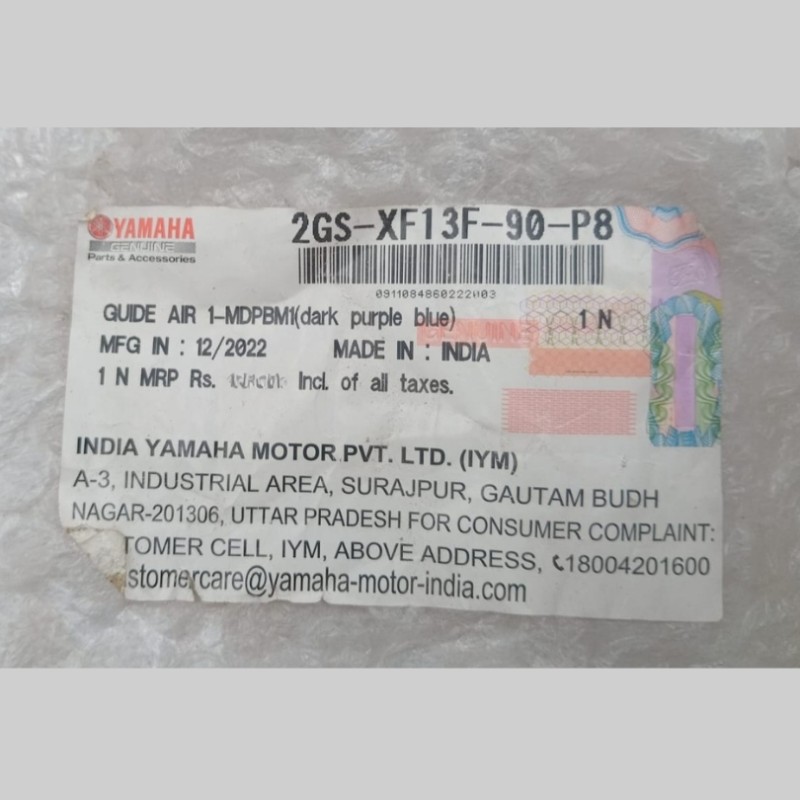 YAMAHA
GENUINE
Parts & Accessories
2GS-XF13F-90-P8
0911084860222H03
GUIDE AIR 1-MDPBM1(dark purple blue)
1 N
MFG IN : 12/2022 MADE IN : INDIA
1 N MRP Rs. Incl. of all taxes.
INDIA YAMAHA MOTOR PVT. LTD. (IYM)
A-3, INDUSTRIAL AREA, SURAJPUR, GAUTAM BUDH
NAGAR-201306, UTTAR PRADESH FOR CONSUMER COMPLAINT:
TOMER CELL, IYM, ABOVE ADDRESS, 18004201600
stomercare@yamaha-motor-india.com